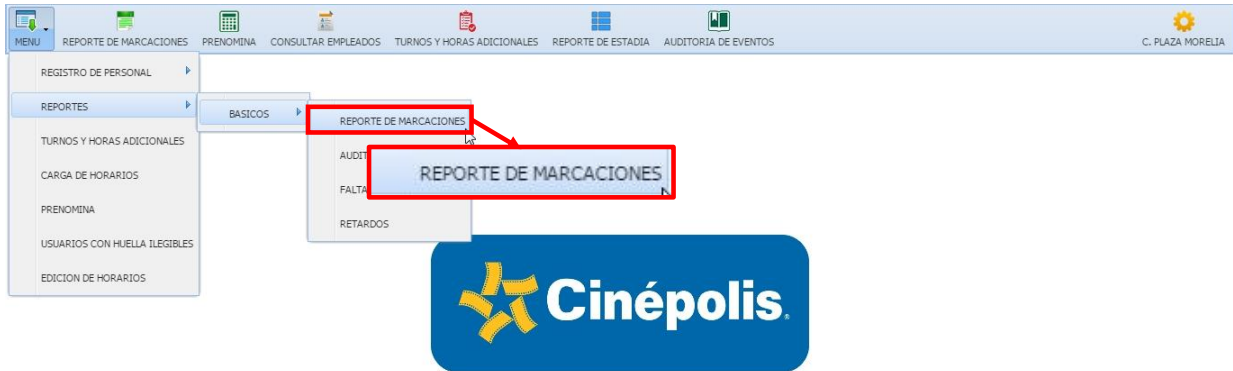 MENU
REPORTE DE MARCACIONES
PRENOMINA
CONSULTAR EMPLEADOS
TURNOS Y HORAS ADICIONALES
REPORTE DE ESTADIA
AUDITORIA DE EVENTOS
C. PLAZA MORELIA
REGISTRO DE PERSONAL
REPORTES
TURNOS Y HORAS ADICIONALES
CARGA DE HORARIOS
PRENOMINA
USUARIOS CON HUELLA ILEGIBLES
EDICION DE HORARIOS
BASICOS
REPORTE DE MARCACIONES
REPORTE DE MARCACIONES
RETARDOS
Cinépolis